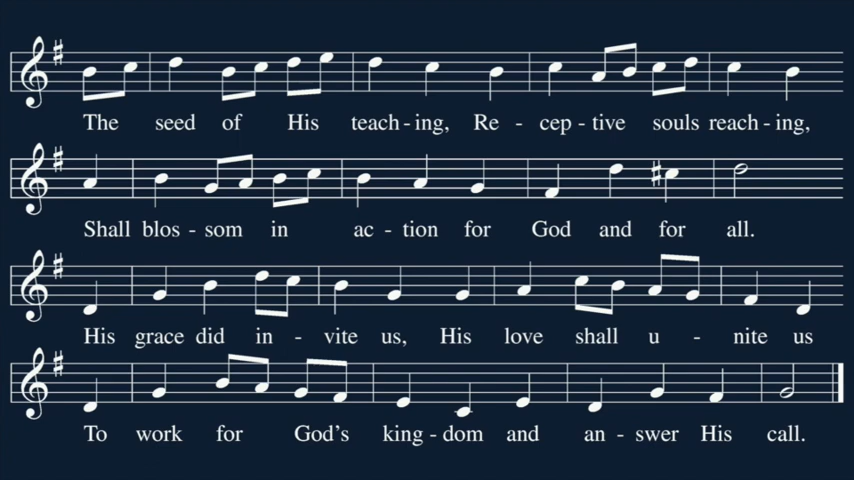 The seed of His teach - ing, Re - cep - tive souls reach - ing,
Shall blos - som in ac - tion for God and for all.
His grace did in - vite us, His love shall u - nite us
To work for God's king - dom and an - swer His call.